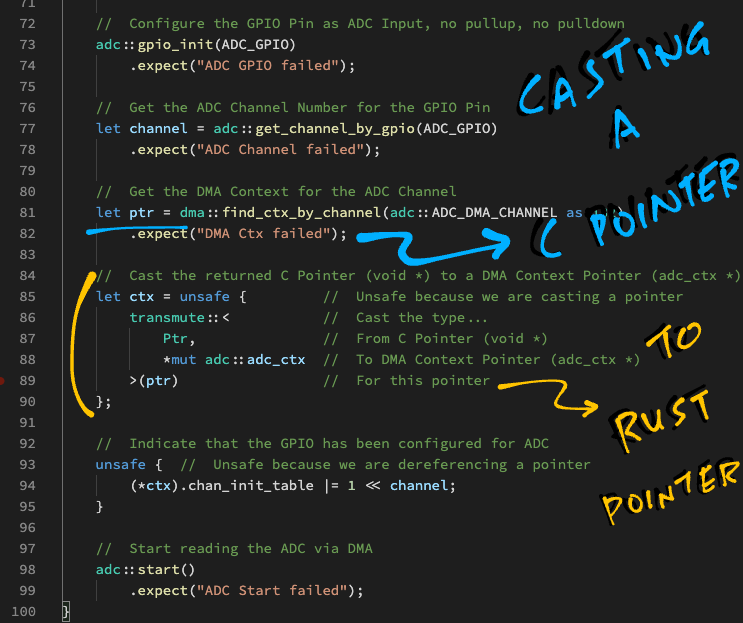 71
72 //  Configure the GPIO Pin as ADC Input, no pullup, no pulldown
73 adc::gpio_init(ADC_GPIO)
74     .expect("ADC GPIO failed");
75
76 //  Get the ADC Channel Number for the GPIO Pin
77 let channel = adc::get_channel_by_gpio(ADC_GPIO)
78     .expect("ADC Channel failed");
79
80 //  Get the DMA Context for the ADC Channel
81 let ptr = dma::find_ctx_by_channel(adc::ADC_DMA_CHANNEL as
82     .expect("DMA Ctx failed");
83
84 //  Cast the returned C Pointer (void *) to a DMA Context Pointer (adc_ctx *)
85 let ctx = unsafe {         //  Unsafe because we are casting a pointer
86     transmute::<           //  Cast the type...
87         Ptr,               //  From C Pointer (void *)
88         *mut adc::adc_ctx  //  To DMA Context Pointer (adc_ctx *)
89     >(ptr)                 //  For this pointer
90 };
91
92 //  Indicate that the GPIO has been configured for ADC
93 unsafe {  //  Unsafe because we are dereferencing a pointer
94     (*ctx).chan_init_table |= 1 << channel;
95 }
96
97 //  Start reading the ADC via DMA
98 adc::start()
99     .expect("ADC Start failed");
100 }
CASTING
A
C POINTER
TO
RUST
POINTER